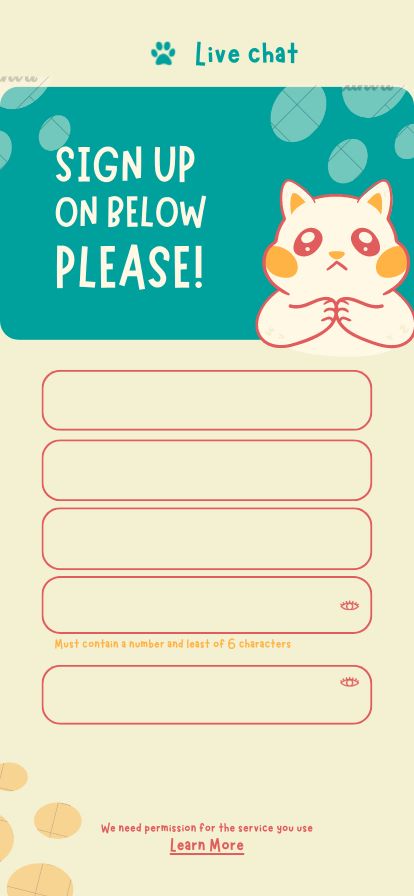 Live chat
SIGN UP
ON BELOW
PLEASE!
Must contain a number and least of 6 characters
We need permission for the service you use
Learn More